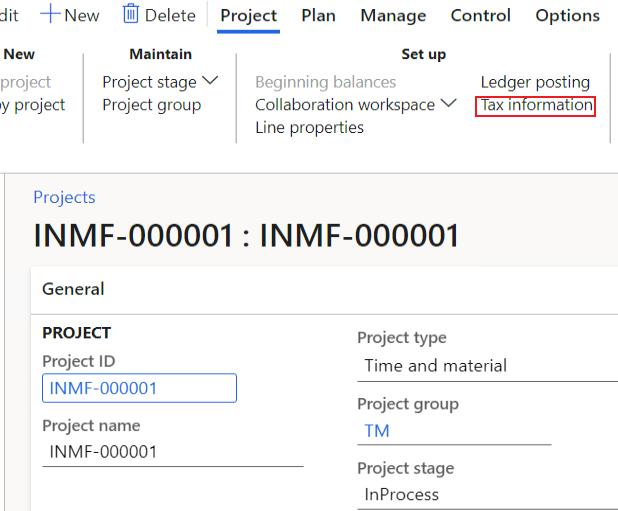 dit New Delete Project Plan Manage Control Options
New Maintain Set up
project Project stage Beginning balances Ledger posting
y project Project group Collaboration workspace Tax information
Line properties
Projects
INMF-000001 : INMF-000001
General
PROJECT
Project ID
INMF-000001
Project name
INMF-000001
Project type
Time and material
Project group
TM
Project stage
InProcess